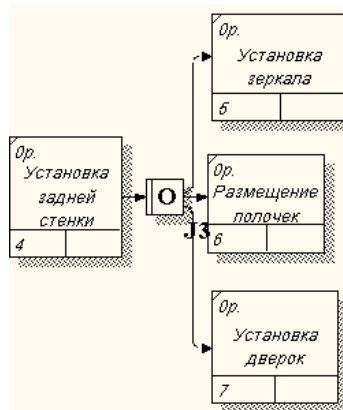 0р.
Установка
зеркала
5
0р.
Установка
задней
стенки
4
O
J3
0р.
Размещение
полочек
6
0р.
Установка
дверок
7